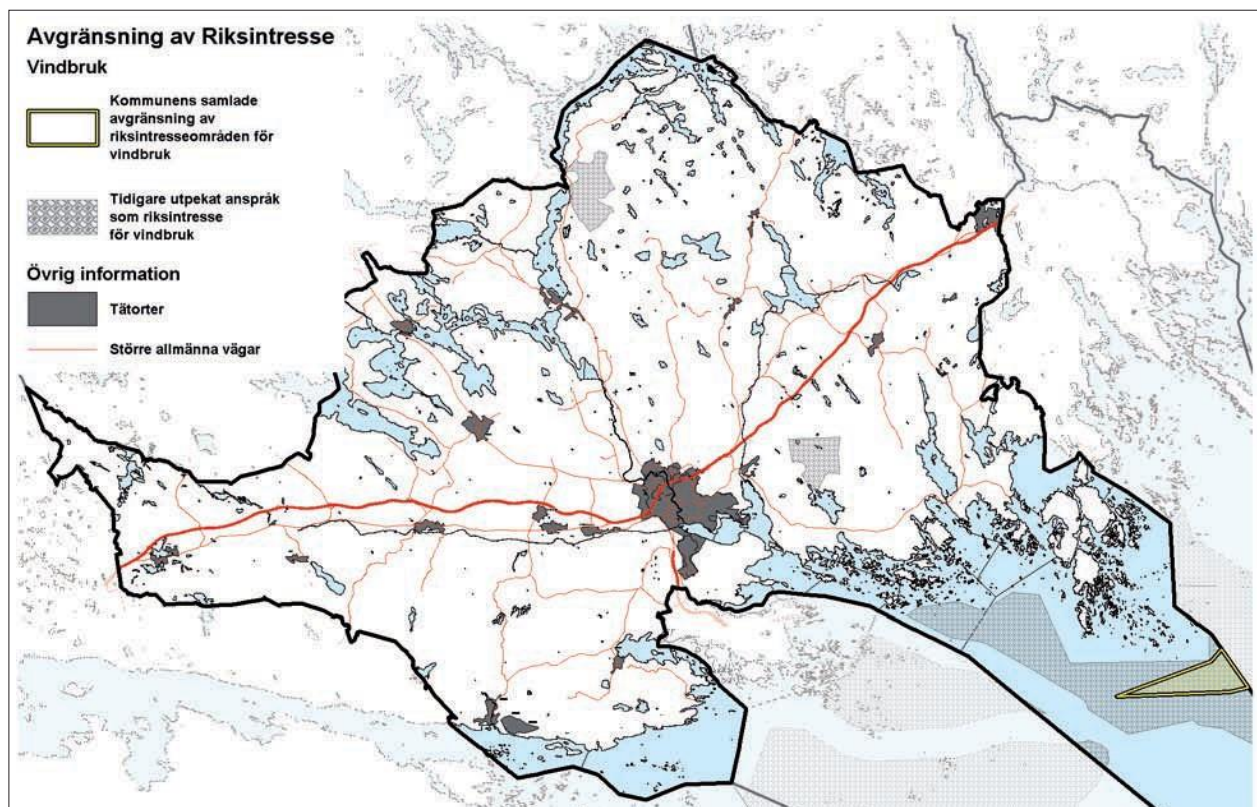 Avgränsning av Riksintresse
Vindbruk
Kommunens samlade
avgränsning av
riksintresseområden för
vindbruk
Tidigare utpekat anspråk
som riksintresse
för vindbruk
Övrig information
Tätorter
Större allmänna vägar